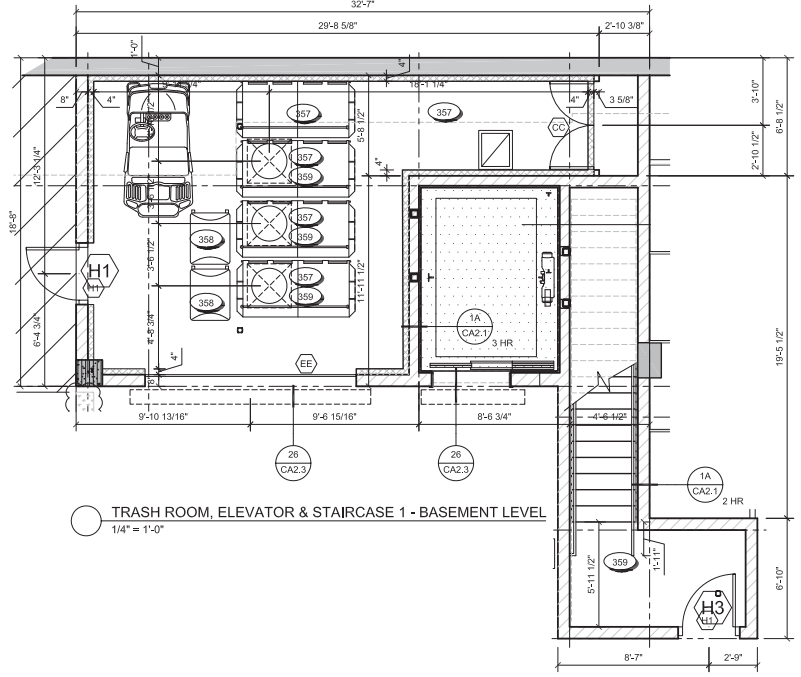 32'-7"
29'-8 5/8"
2'-10 3/8"
1'-0"
4"
18'-1 1/4"
8"
4"
4"
3 5/8"
3'-10"
6'-8 1/2"
2'-10 1/2"
5'-8 1/2"
357
357
CC
12'-3 1/4"
18'-8"
357
359
4"
358
357
359
3'-6 1/2"
11'-11 1/2"
H1
H1
357
359
358
1A
CA2.1
3 HR
6'-4 3/4"
4'-8 3/4"
4"
EE
8"
19'-5 1/2"
9'-10 13/16"
9'-6 15/16"
8'-6 3/4"
4'-6 1/2"
26
CA2.3
26
CA2.3
1A
CA2.1
2 HR
TRASH ROOM, ELEVATOR & STAIRCASE 1 - BASEMENT LEVEL
1/4" = 1'-0"
5'-11 1/2"
359
1'-11"
6'-10"
H3
H1
8'-7"
2'-9"